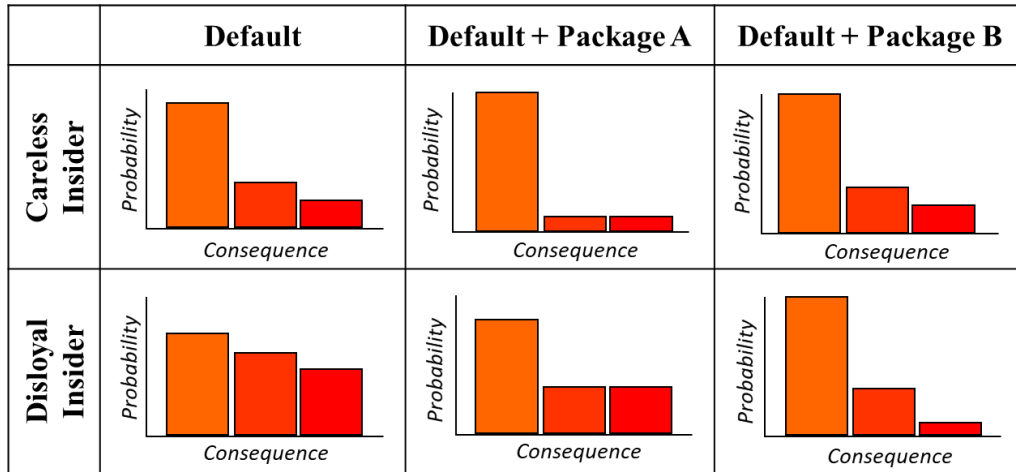 Default
Default + Package A
Default + Package B
Careless
Insider
Probability
Consequence
Probability
Consequence
Probability
Consequence
Disloyal
Insider
Probability
Consequence
Probability
Consequence
Probability
Consequence